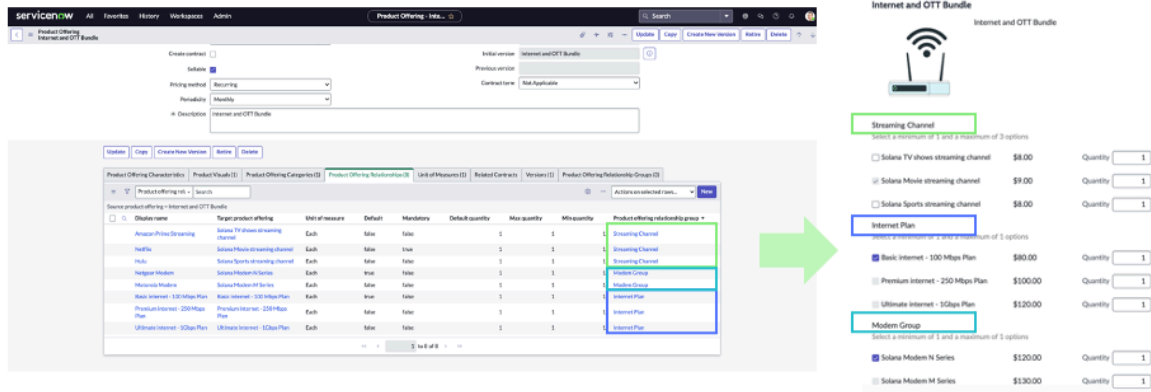 servicenow All Favorites History Workspaces Admin
Product Offering - Inte... ☆
Search
Product Offering
Internet and OTT Bundle
Update Copy Create New Version Retire Delete
Create contract
Initial version Internet and OTT Bundle
Sellable
Previous version
Pricing method Recurring
Contract term Not Applicable
Periodicity Monthly
Description Internet and OTT Bundle
Update Copy Create New Version Retire Delete
Product Offering Characteristics Product Visuals (1) Product Offering Categories (1) Product Offering Relationships (8) Unit of Measures (1) Related Contracts Versions (1) Product Offering Relationship Groups (3)
Product offering rel... Search
Actions on selected rows... New
Source product offering = Internet and OTT Bundle
Display name Target product offering Unit of measure Default Mandatory Default quantity Max quantity Min quantity Product offering relationship group
Amazon Prime Streaming Solana TV shows streaming channel Each false false 1 1 1 Streaming Channel
Netflix Solana Movie streaming channel Each false true 1 1 1 Streaming Channel
Hulu Solana Sports streaming channel Each false false 1 1 1 Streaming Channel
Netgear Modem Solana Modem N Series Each true false 1 1 1 Modem Group
Motorola Modem Solana Modem M Series Each false false 1 1 1 Modem Group
Basic internet - 100 Mbps Plan Basic internet - 100 Mbps Plan Each true false 1 1 1 Internet Plan
Premium internet - 250 Mbps Plan Premium internet - 250 Mbps Plan Each false false 1 1 1 Internet Plan
Ultimate internet - 1Gbps Plan Ultimate internet - 1Gbps Plan Each false false 1 1 1 Internet Plan
1 to 8 of 8
Internet and OTT Bundle
Internet and OTT Bundle
Streaming Channel
Select a minimum of 1 and a maximum of 3 options
Solana TV shows streaming channel $8.00 Quantity 1
Solana Movie streaming channel $9.00 Quantity 1
Solana Sports streaming channel $8.00 Quantity 1
Internet Plan
Select a minimum of 1 and a maximum of 1 options
Basic internet - 100 Mbps Plan $80.00 Quantity 1
Premium internet - 250 Mbps Plan $100.00 Quantity 1
Ultimate internet - 1Gbps Plan $120.00 Quantity 1
Modem Group
Select a minimum of 1 and a maximum of 1 options
Solana Modem N Series $120.00 Quantity 1
Solana Modem M Series $130.00 Quantity 1